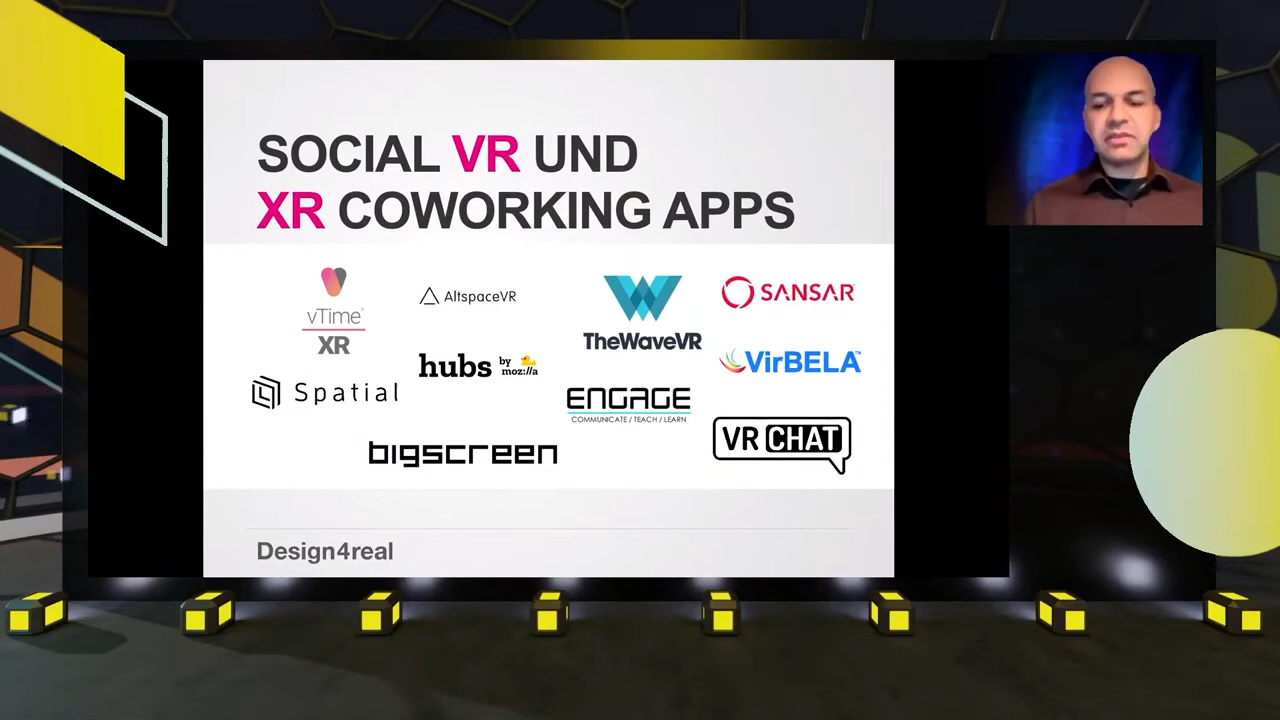 SOCIAL VR UND
XR COWORKING APPS
vTime
XR
AltspaceVR
TheWaveVR
SANSAR
hubs by moz://a
VirBELA
Spatial
ENGAGE
COMMUNICATE / TEACH / LEARN
VR CHAT
bigscreen
Design4real